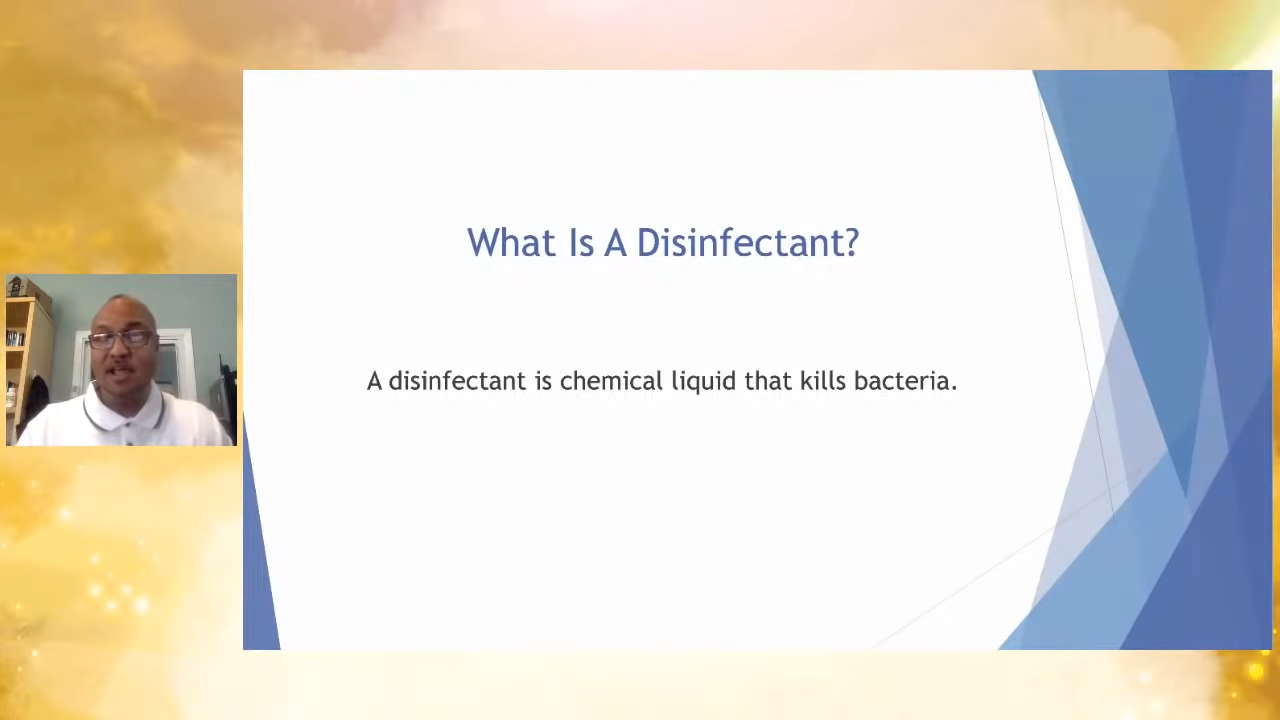 What Is A Disinfectant?
A disinfectant is chemical liquid that kills bacteria.